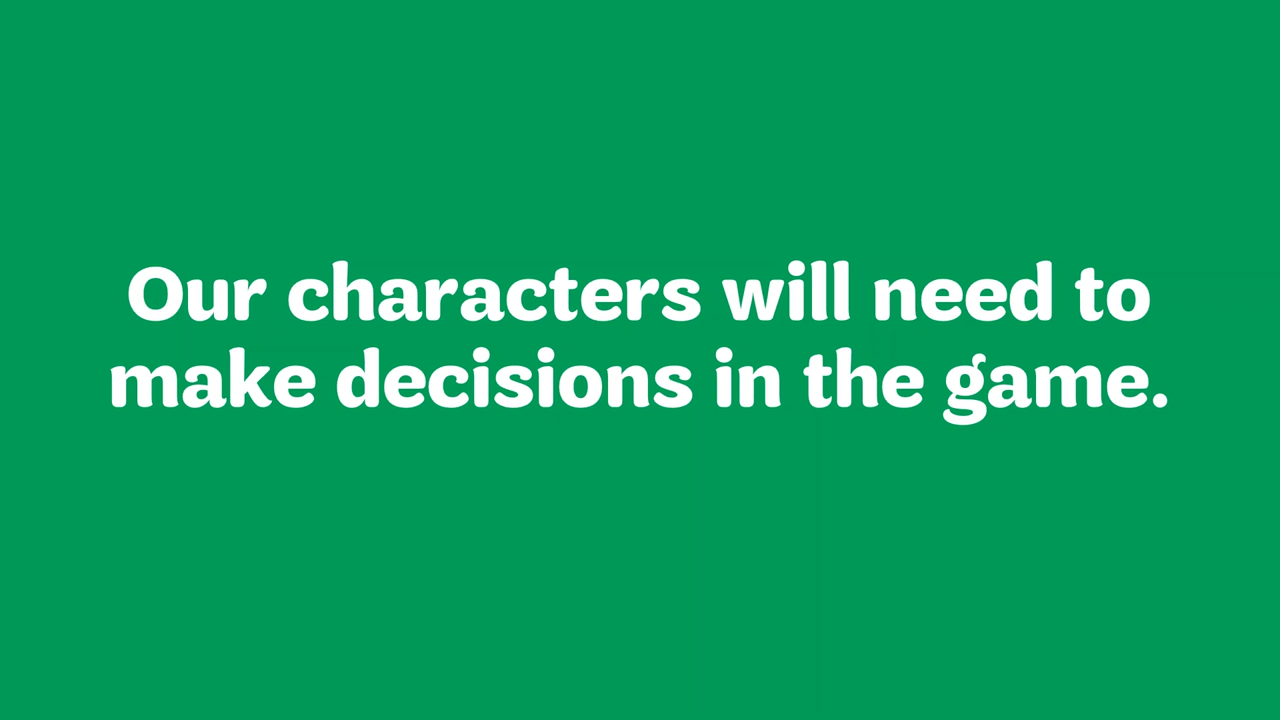 Our characters will need to
make decisions in the game.